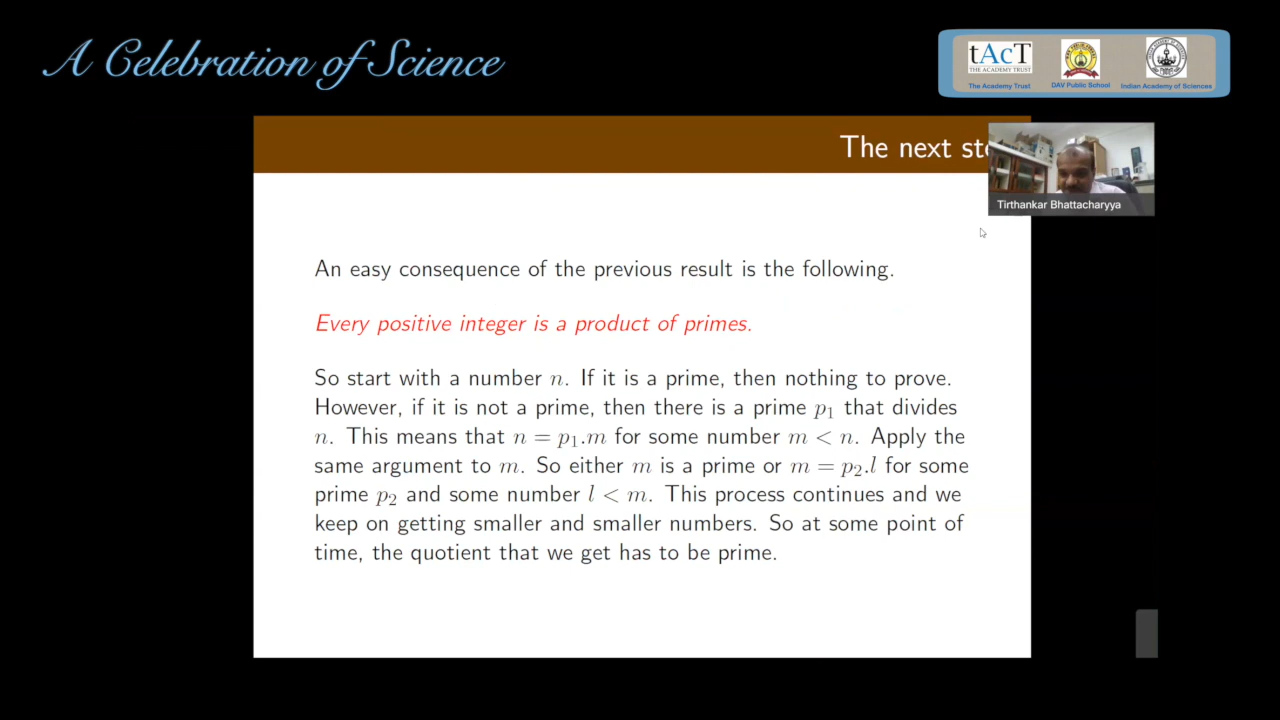 A Celebration of Science
tAcT
THE ACADEMY TRUST
The Academy Trust
DAV Public School
Indian Academy of Sciences
The next st
Tirthankar Bhattacharyya
An easy consequence of the previous result is the following.
Every positive integer is a product of primes.
So start with a number n. If it is a prime, then nothing to prove.
However, if it is not a prime, then there is a prime p₁ that divides
n. This means that n = p₁.m for some number m < n. Apply the
same argument to m. So either m is a prime or m = p₂.l for some
prime p₂ and some number l < m. This process continues and we
keep on getting smaller and smaller numbers. So at some point of
time, the quotient that we get has to be prime.